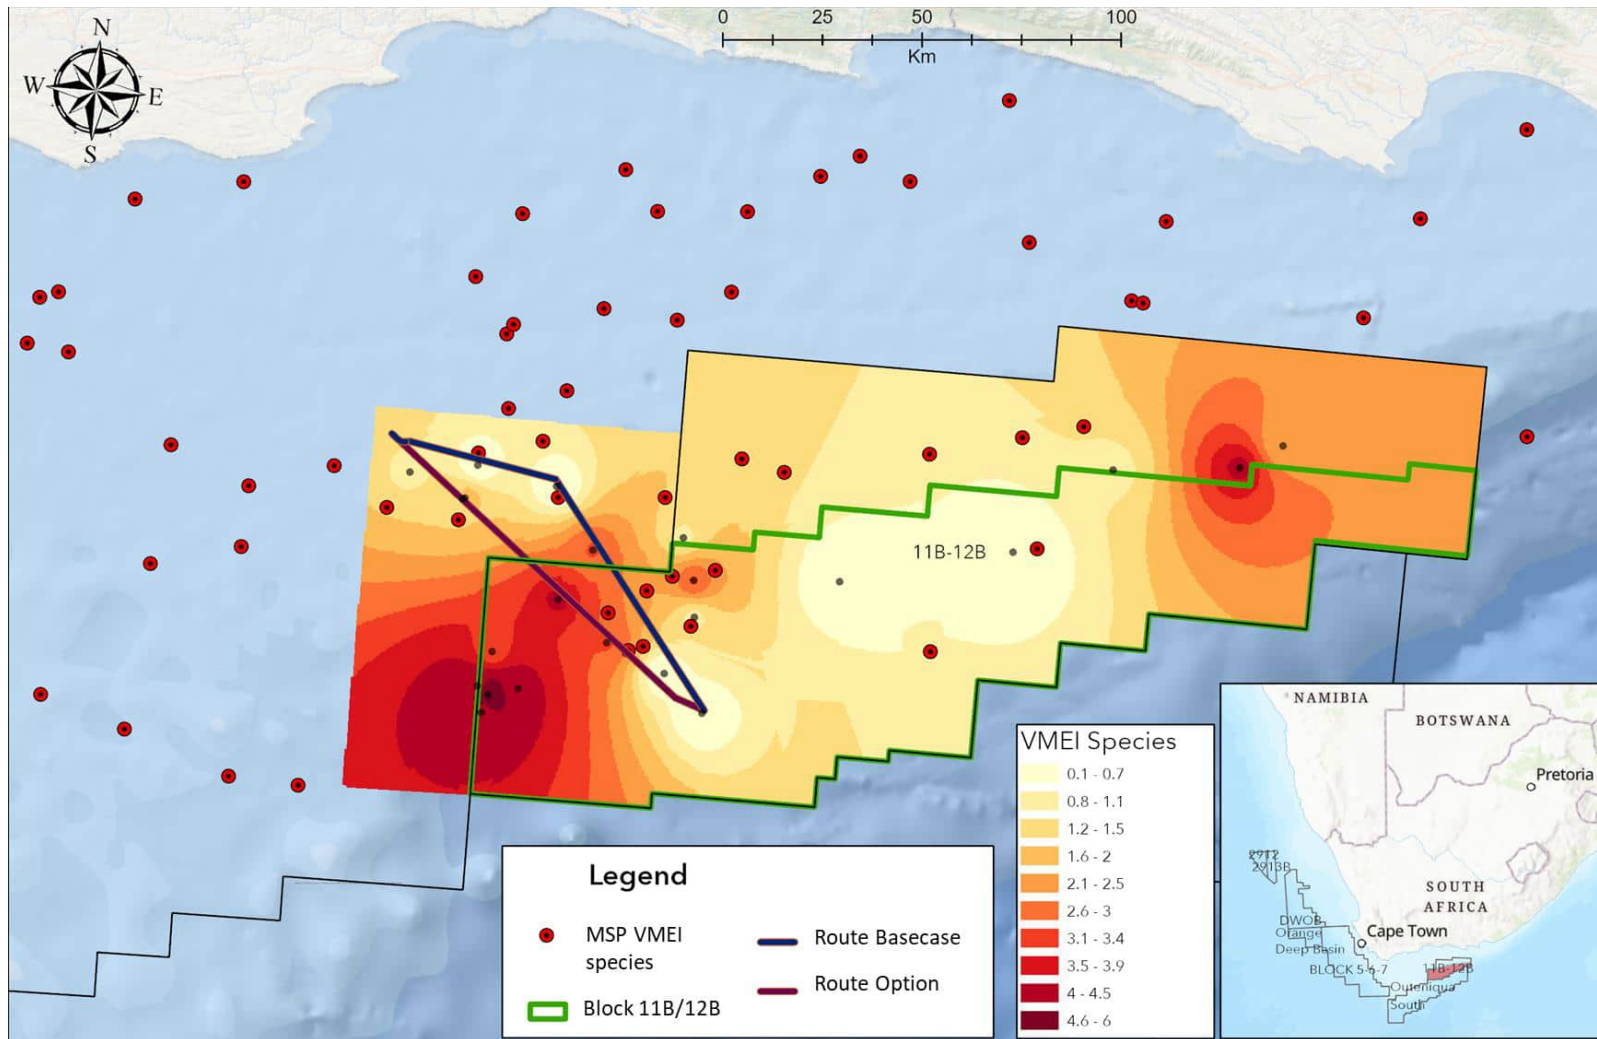 0 25 50 100
Km
N
W E
S
11B-12B
Legend
MSP VMEI
species
Block 11B/12B
Route Basecase
Route Option
VMEI Species
0.1 - 0.7
0.8 - 1.1
1.2 - 1.5
1.6 - 2
2.1 - 2.5
2.6 - 3
3.1 - 3.4
3.5 - 3.9
4 - 4.5
4.6 - 6
NAMIBIA
BOTSWANA
Pretoria
SOUTH
AFRICA
2912
2913B
DWOB
Orange
Deep Basin
Cape Town
BLOCK 5-6-7
11B-12B
Outeniqua
South